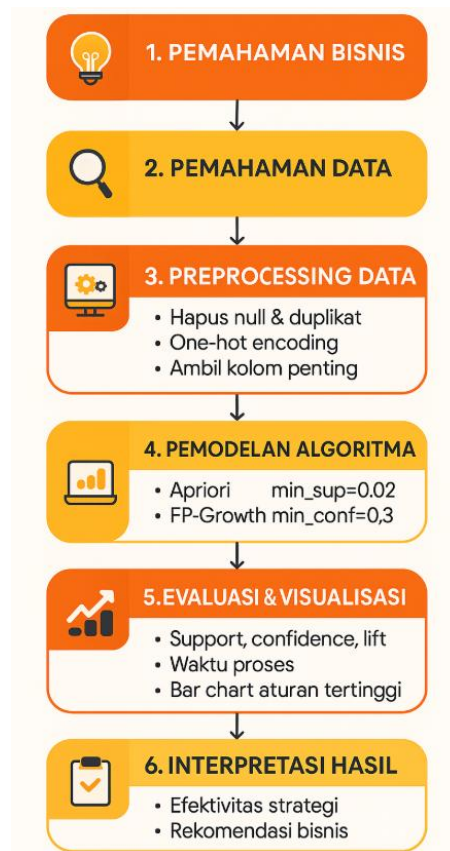 1. PEMAHAMAN BISNIS
2. PEMAHAMAN DATA
3. PREPROCESSING DATA
• Hapus null & duplikat
• One-hot encoding
• Ambil kolom penting
4. PEMODELAN ALGORITMA
• Apriori min_sup=0.02
• FP-Growth min_conf=0,3
5.EVALUASI & VISUALISASI
• Support, confidence, lift
• Waktu proses
• Bar chart aturan tertinggi
6. INTERPRETASI HASIL
• Efektivitas strategi
• Rekomendasi bisnis